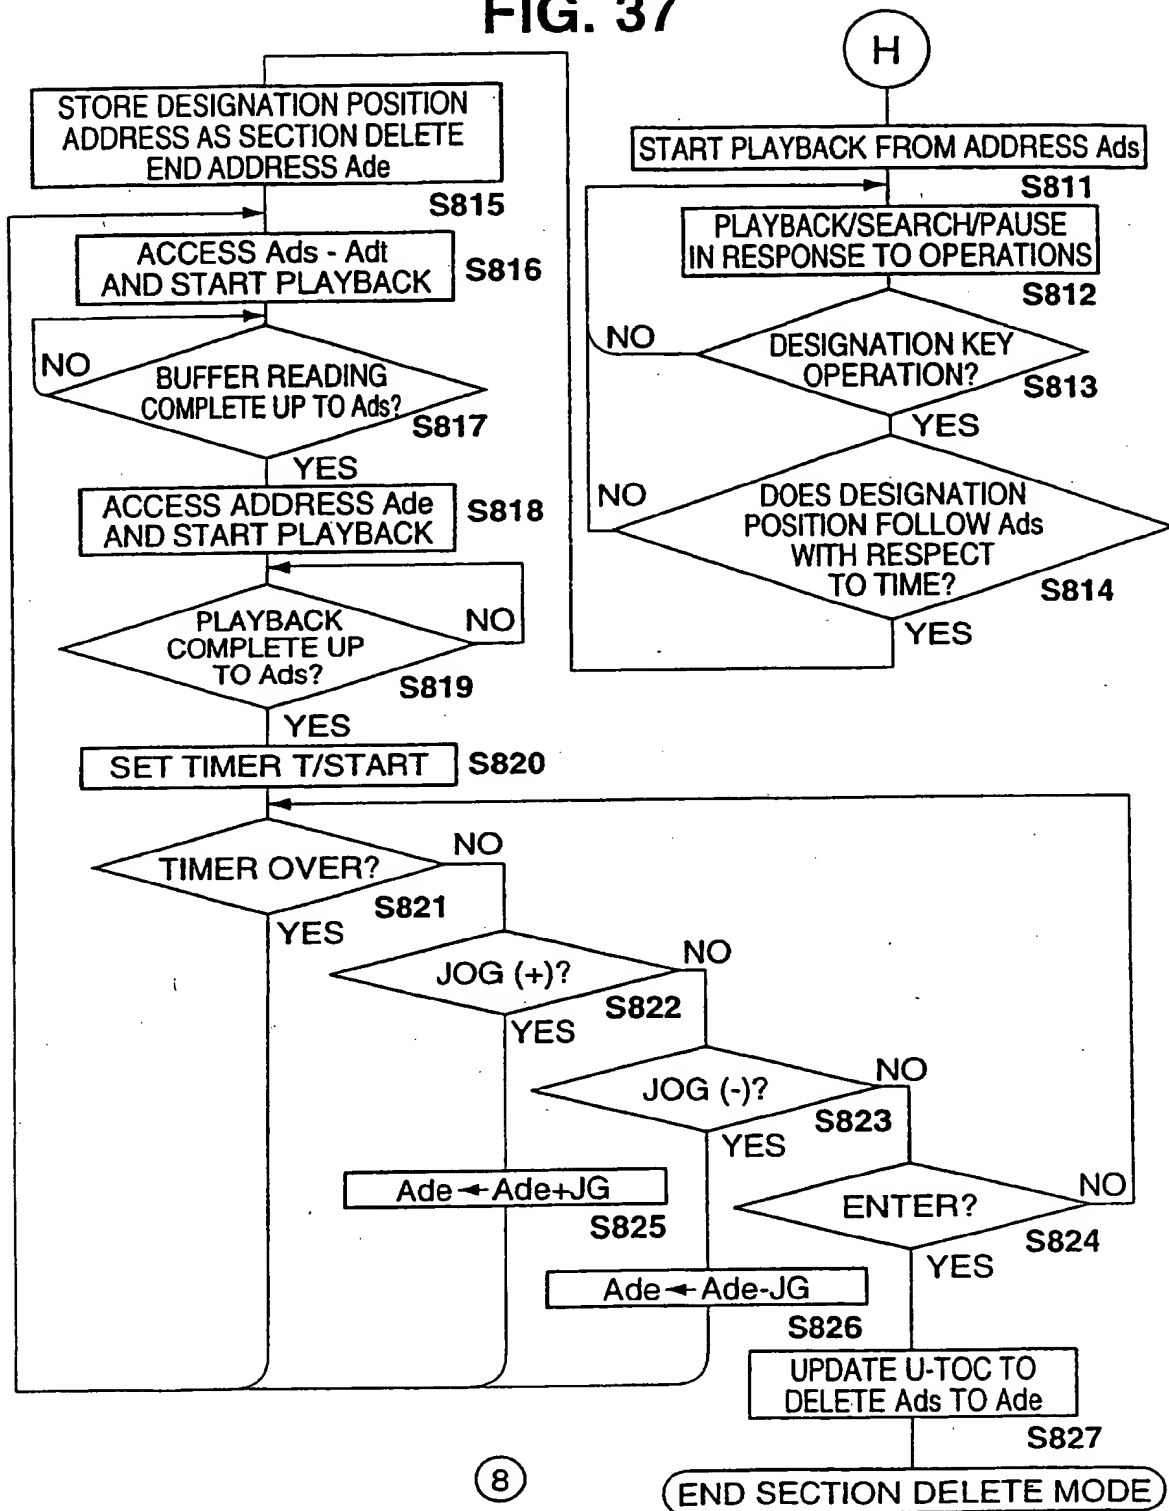 FIG. 37
H
START PLAYBACK FROM ADDRESS Ads
S811
PLAYBACK/SEARCH/PAUSE
IN RESPONSE TO OPERATIONS
S812
NO
DESIGNATION KEY
OPERATION?
S813
YES
NO
DOES DESIGNATION
POSITION FOLLOW Ads
WITH RESPECT
TO TIME?
S814
YES
STORE DESIGNATION POSITION
ADDRESS AS SECTION DELETE
END ADDRESS Ade
S815
ACCESS Ads - Adt
AND START PLAYBACK
S816
NO
BUFFER READING
COMPLETE UP TO Ads?
S817
YES
ACCESS ADDRESS Ade
AND START PLAYBACK
S818
PLAYBACK
COMPLETE UP
TO Ads?
NO
S819
YES
SET TIMER T/START
S820
TIMER OVER?
NO
S821
YES
JOG (+)?
NO
S822
YES
JOG (-)?
NO
S823
YES
Ade ← Ade+JG
S825
ENTER?
NO
S824
YES
Ade ← Ade-JG
S826
UPDATE U-TOC TO
DELETE Ads TO Ade
S827
8
END SECTION DELETE MODE